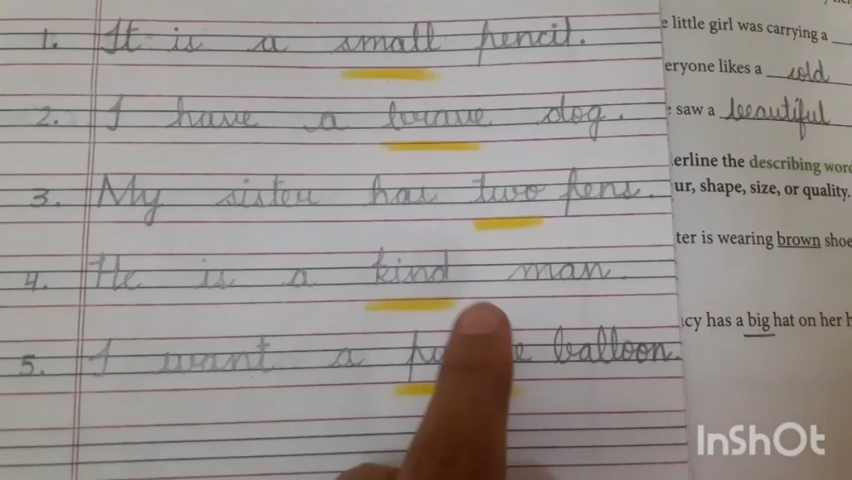 1. It is a small pencil.
2. I have a brave dog.
3. My sister has two pens.
4. He is a kind man.
5. I want a balloon.
e little girl was carrying a
eryone likes a cold
e saw a beautiful
erline the describing word
ur, shape, size, or quality.
ter is wearing brown shoe
cy has a big hat on her h
InShOt